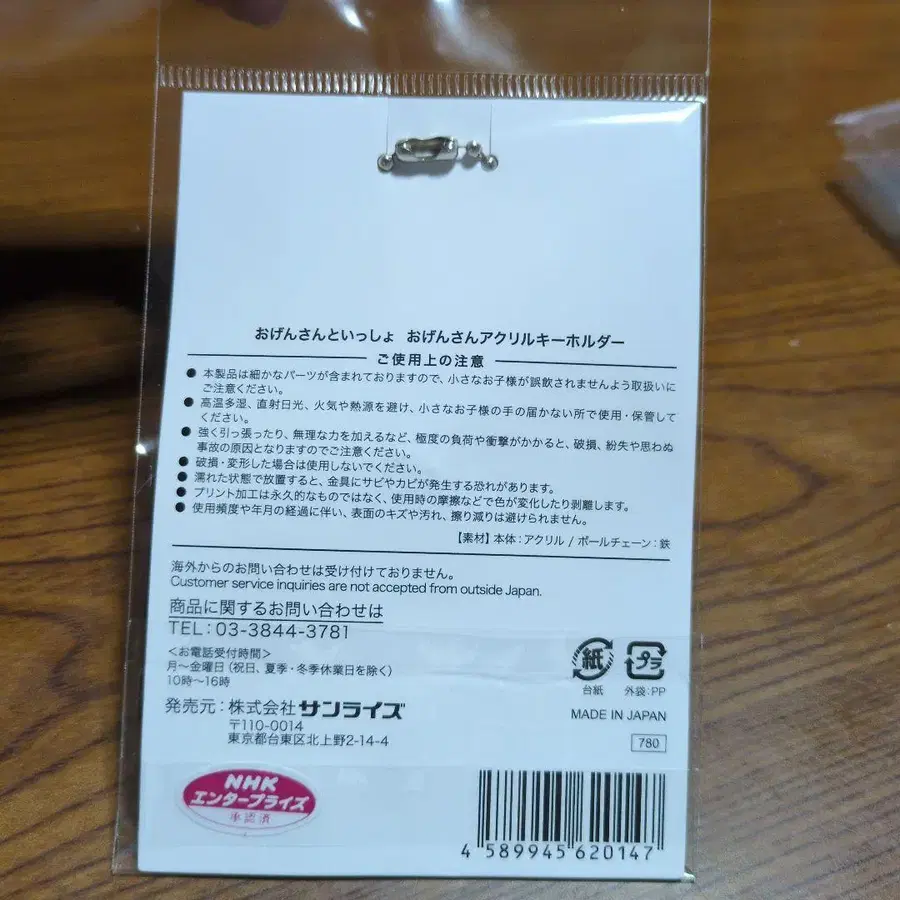 おげんさんといっしょ おげんさんアクリルキーホルダー
ご使用上の注意
● 本製品は細かなパーツが含まれておりますので、小さなお子様が誤飲されませんよう取扱いに
ご注意ください。
● 高温多湿、直射日光、火気や熱源を避け、小さなお子様の手の届かない所で使用・保管して
ください。
● 強く引っ張ったり、無理な力を加えるなど、極度の負荷や衝撃がかかると、破損、紛失や思わぬ
事故の原因となりますのでご注意ください。
● 破損・変形した場合は使用しないでください。
● 濡れた状態で放置すると、金具にサビやカビが発生する恐れがあります。
● プリント加工は永久的なものではなく、使用時の摩擦などで色が変化したり剥離します。
● 使用頻度や年月の経過に伴い、表面のキズや汚れ、擦り減りは避けられません。
【素材】本体：アクリル / ボールチェーン：鉄
海外からのお問い合わせは受け付けておりません。
Customer service inquiries are not accepted from outside Japan.
商品に関するお問い合わせは
TEL：03-3844-3781
＜お電話受付時間＞
月〜金曜日（祝日、夏季・冬季休業日を除く）
10時〜16時
紙
台紙
プラ
外袋：PP
発売元：株式会社サンライズ
〒110-0014
東京都台東区北上野2-14-4
MADE IN JAPAN
780
NHK
エンタープライズ
承認済
4 589945 620147